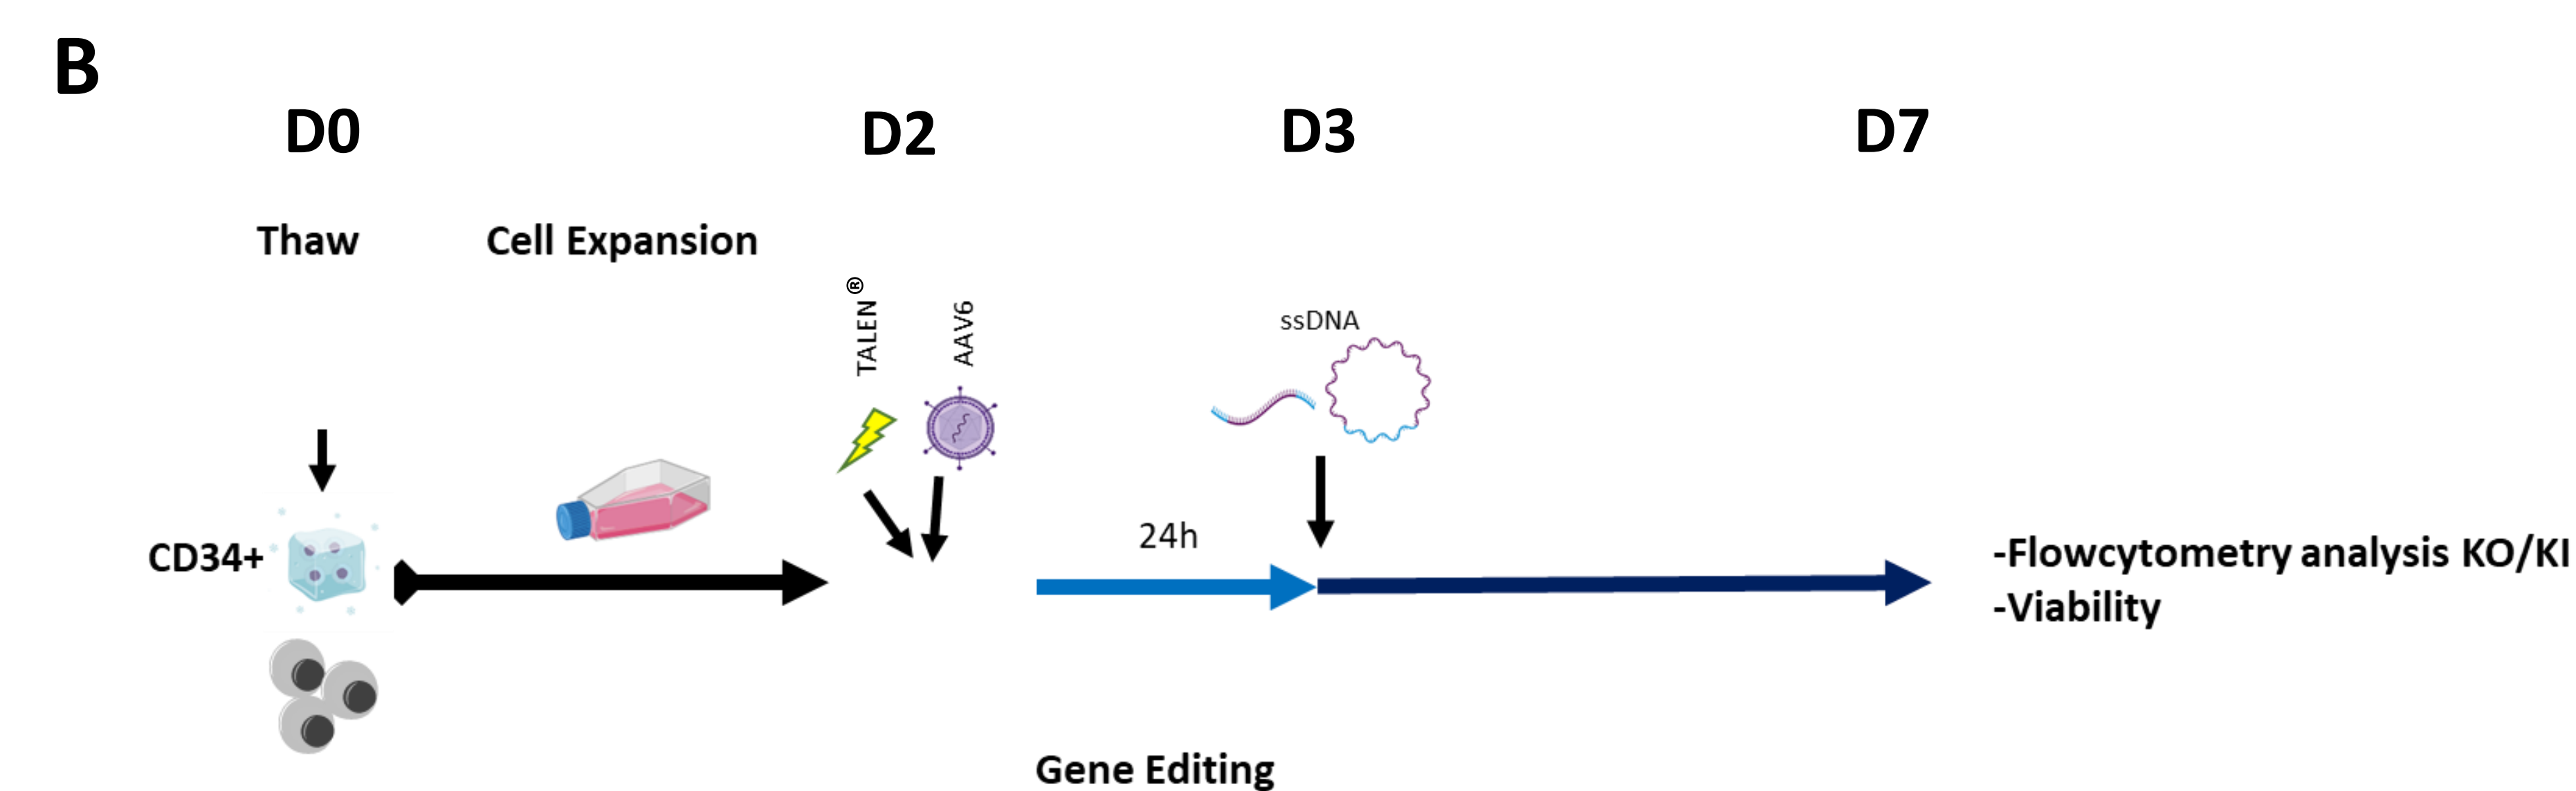 B
D0
D2
D3
D7
Thaw
Cell Expansion
TALEN®
AAV6
ssDNA
24h
CD34+
-Flowcytometry analysis KO/KI
-Viability
Gene Editing